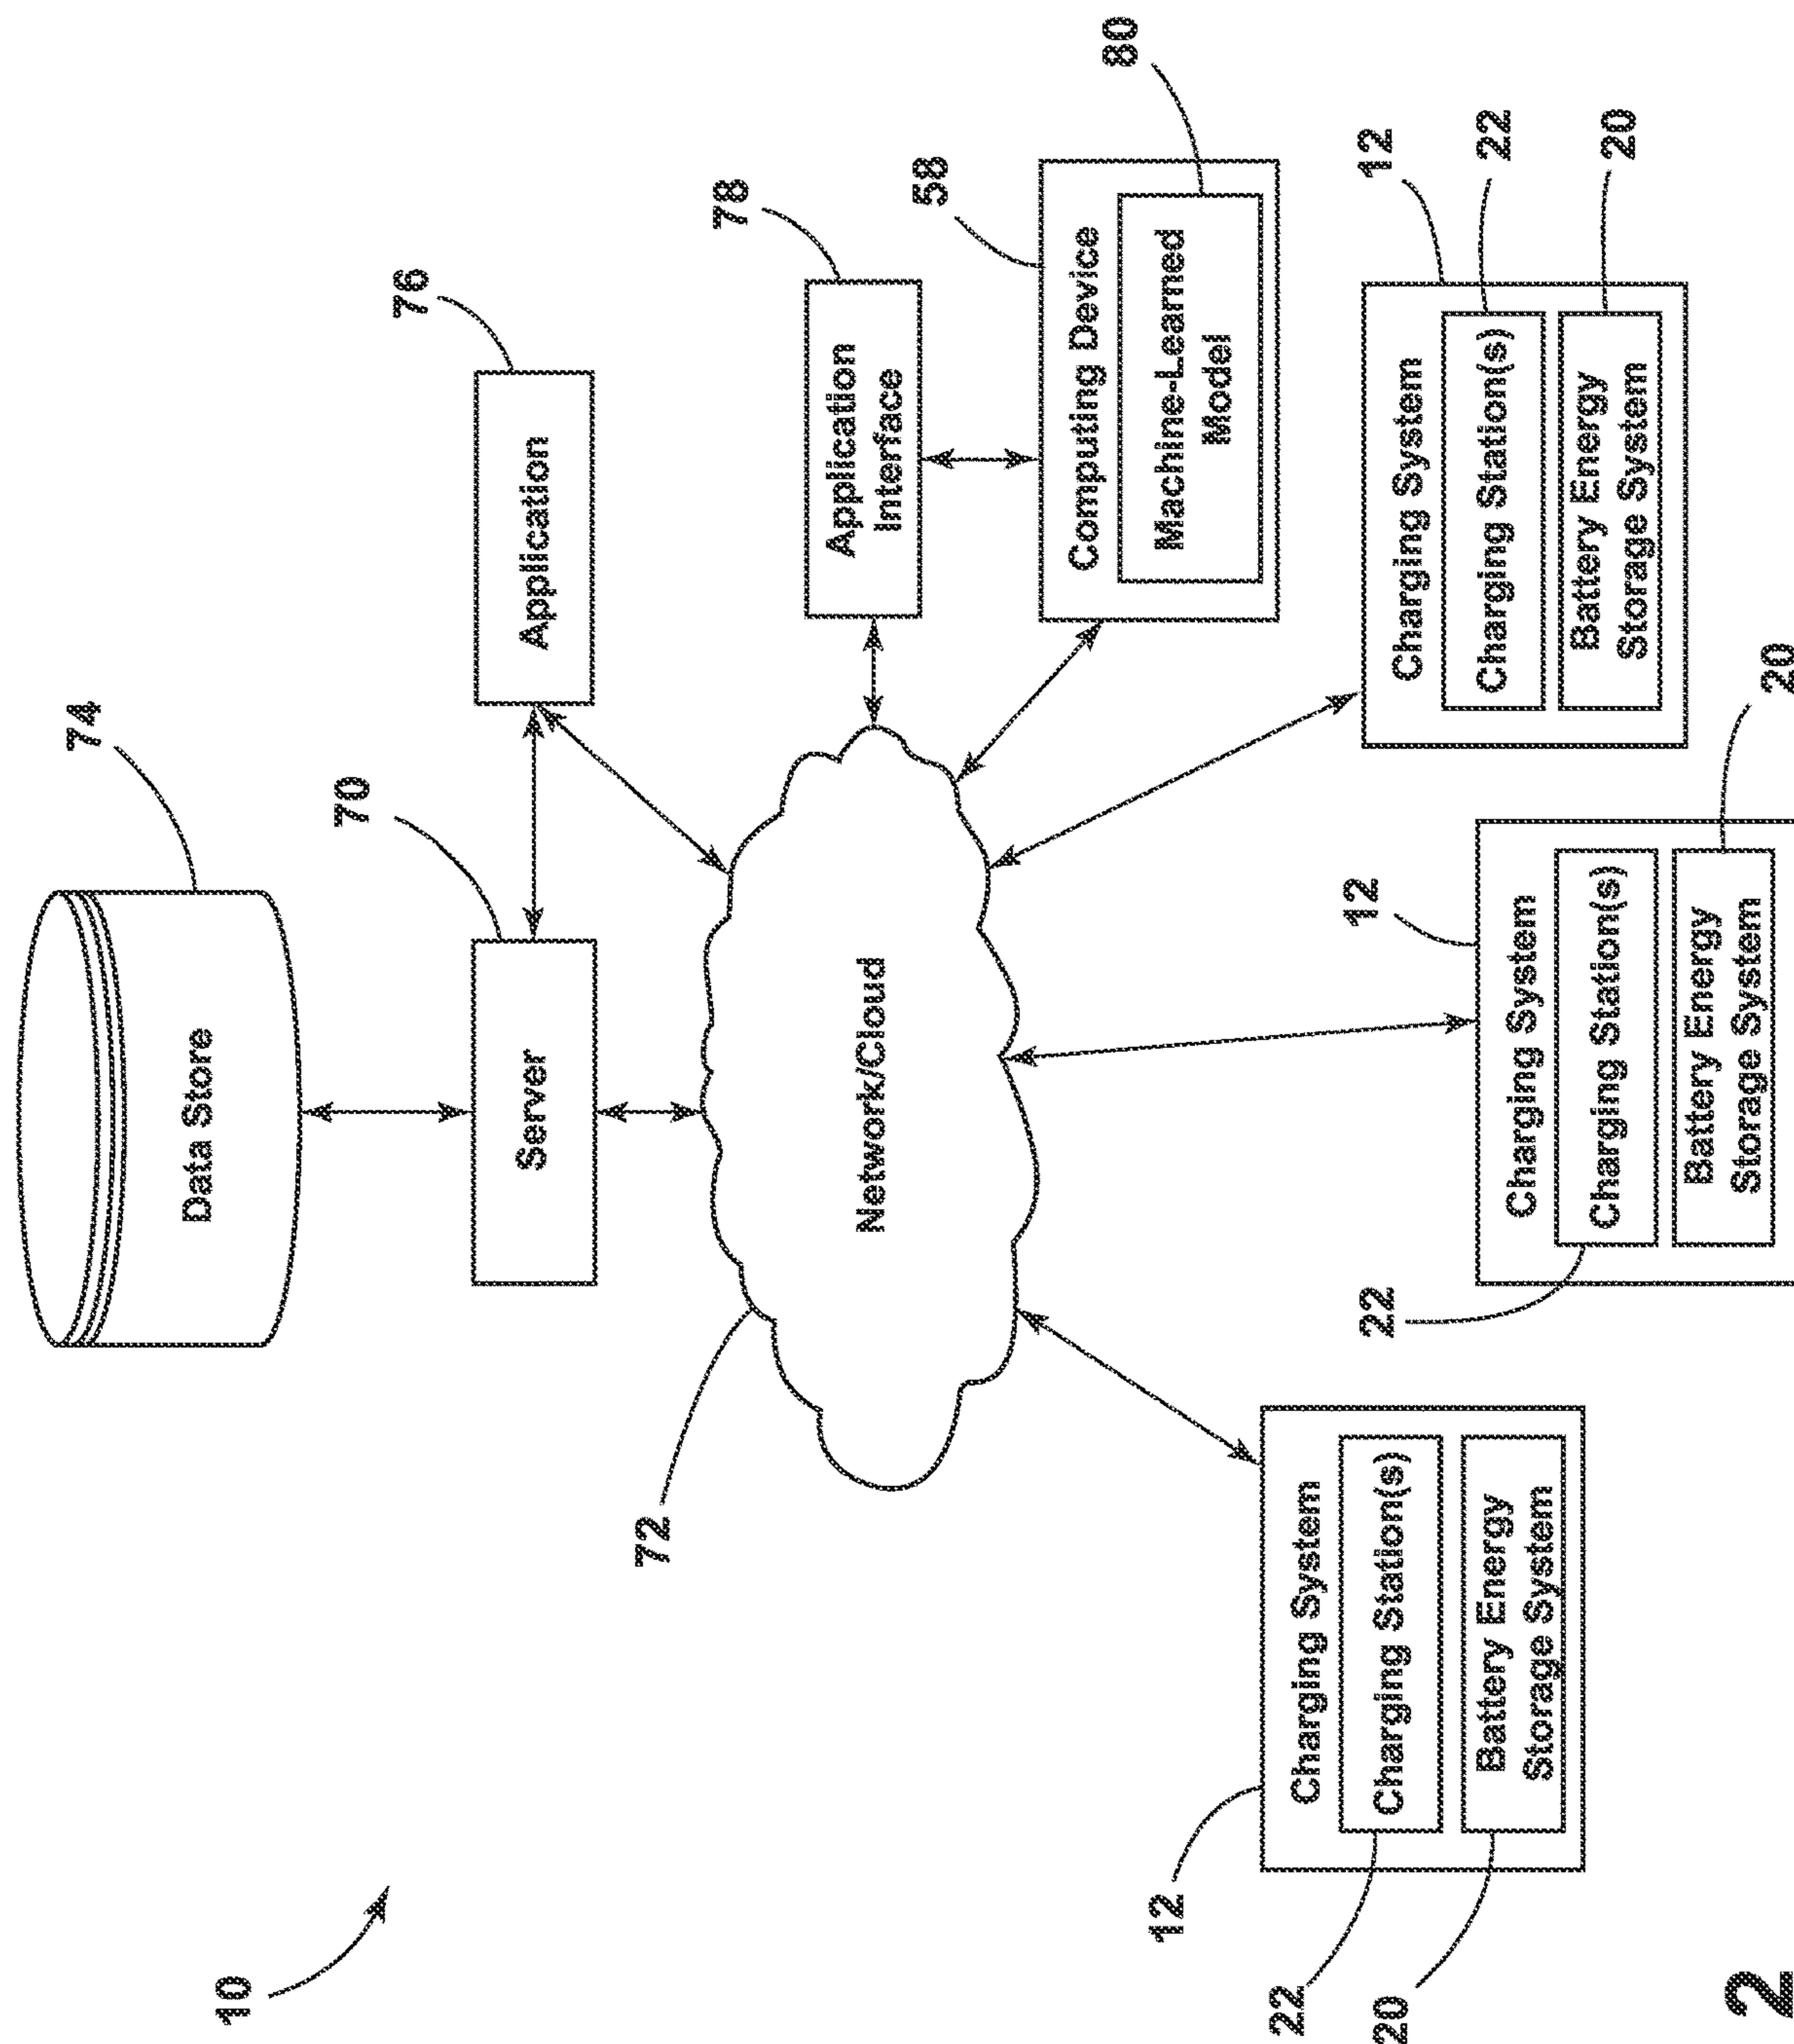 74
Data Store
10
70
76
Server
Application
72
78
Network/Cloud
Application
Interface
58
Computing Device
80
Machine-Learned
Model
12
Charging System
22
Charging Station(s)
20
Battery Energy
Storage System
12
Charging System
22
Charging Station(s)
Battery Energy
Storage System
20
12
Charging System
22
Charging Station(s)
20
Battery Energy
Storage System
2